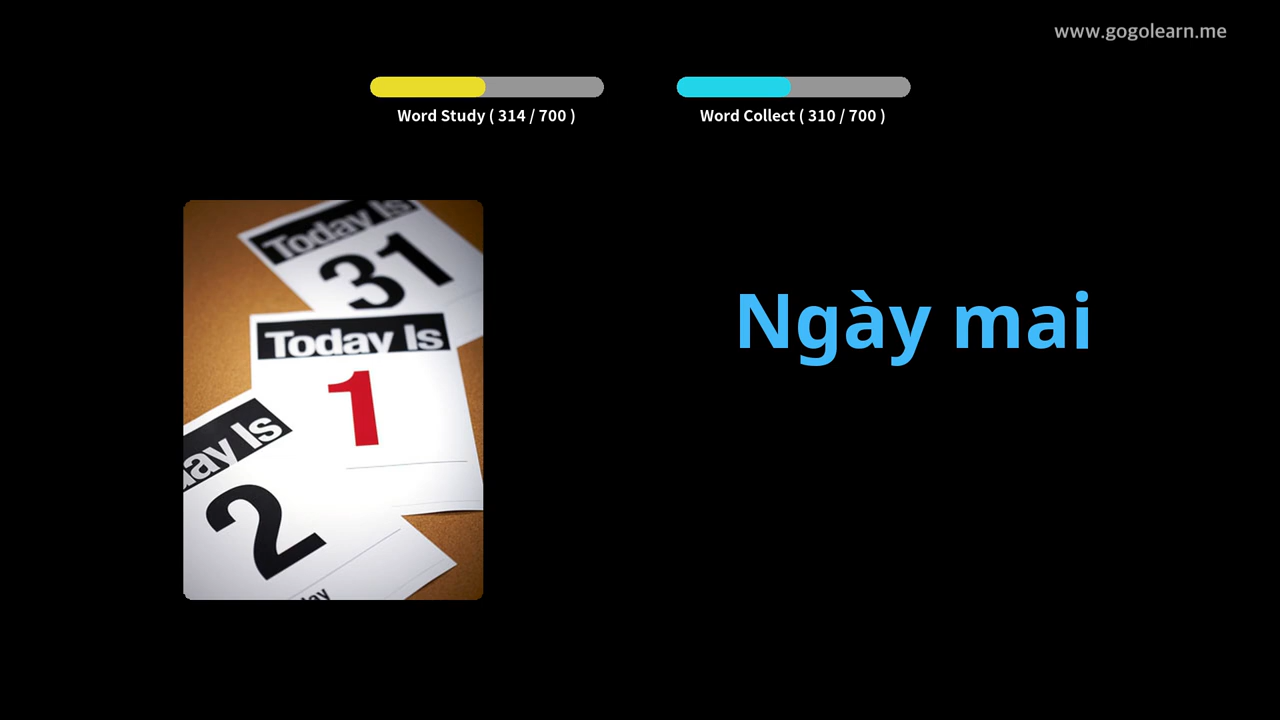 www.gogolearn.me
Word Study ( 314 / 700 )
Word Collect ( 310 / 700 )
Today Is
31
Today Is
1
ay Is
2
Ngày mai